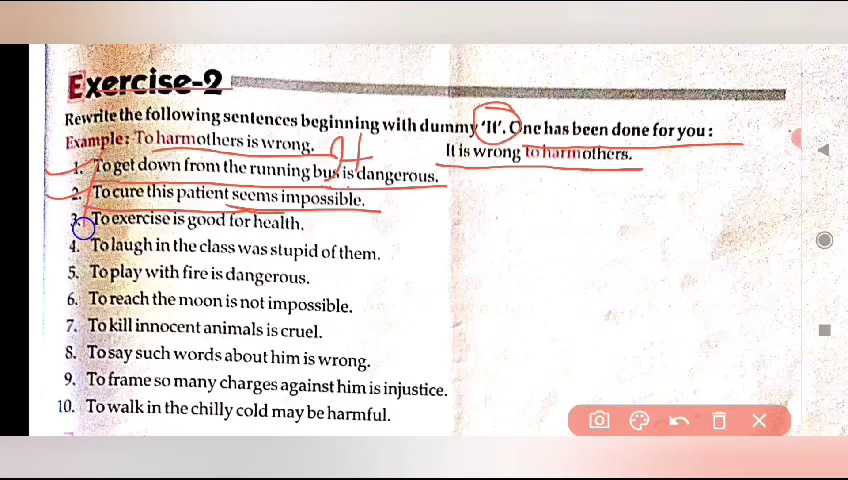 Exercise-2
Rewrite the following sentences beginning with dummy 'It'. One has been done for you :
Example: To harm others is wrong. It is wrong to harm others.
It
1. To get down from the running bus is dangerous.
2. To cure this patient seems impossible.
3. To exercise is good for health.
4. To laugh in the class was stupid of them.
5. To play with fire is dangerous.
6. To reach the moon is not impossible.
7. To kill innocent animals is cruel.
8. To say such words about him is wrong.
9. To frame so many charges against him is injustice.
10. To walk in the chilly cold may be harmful.